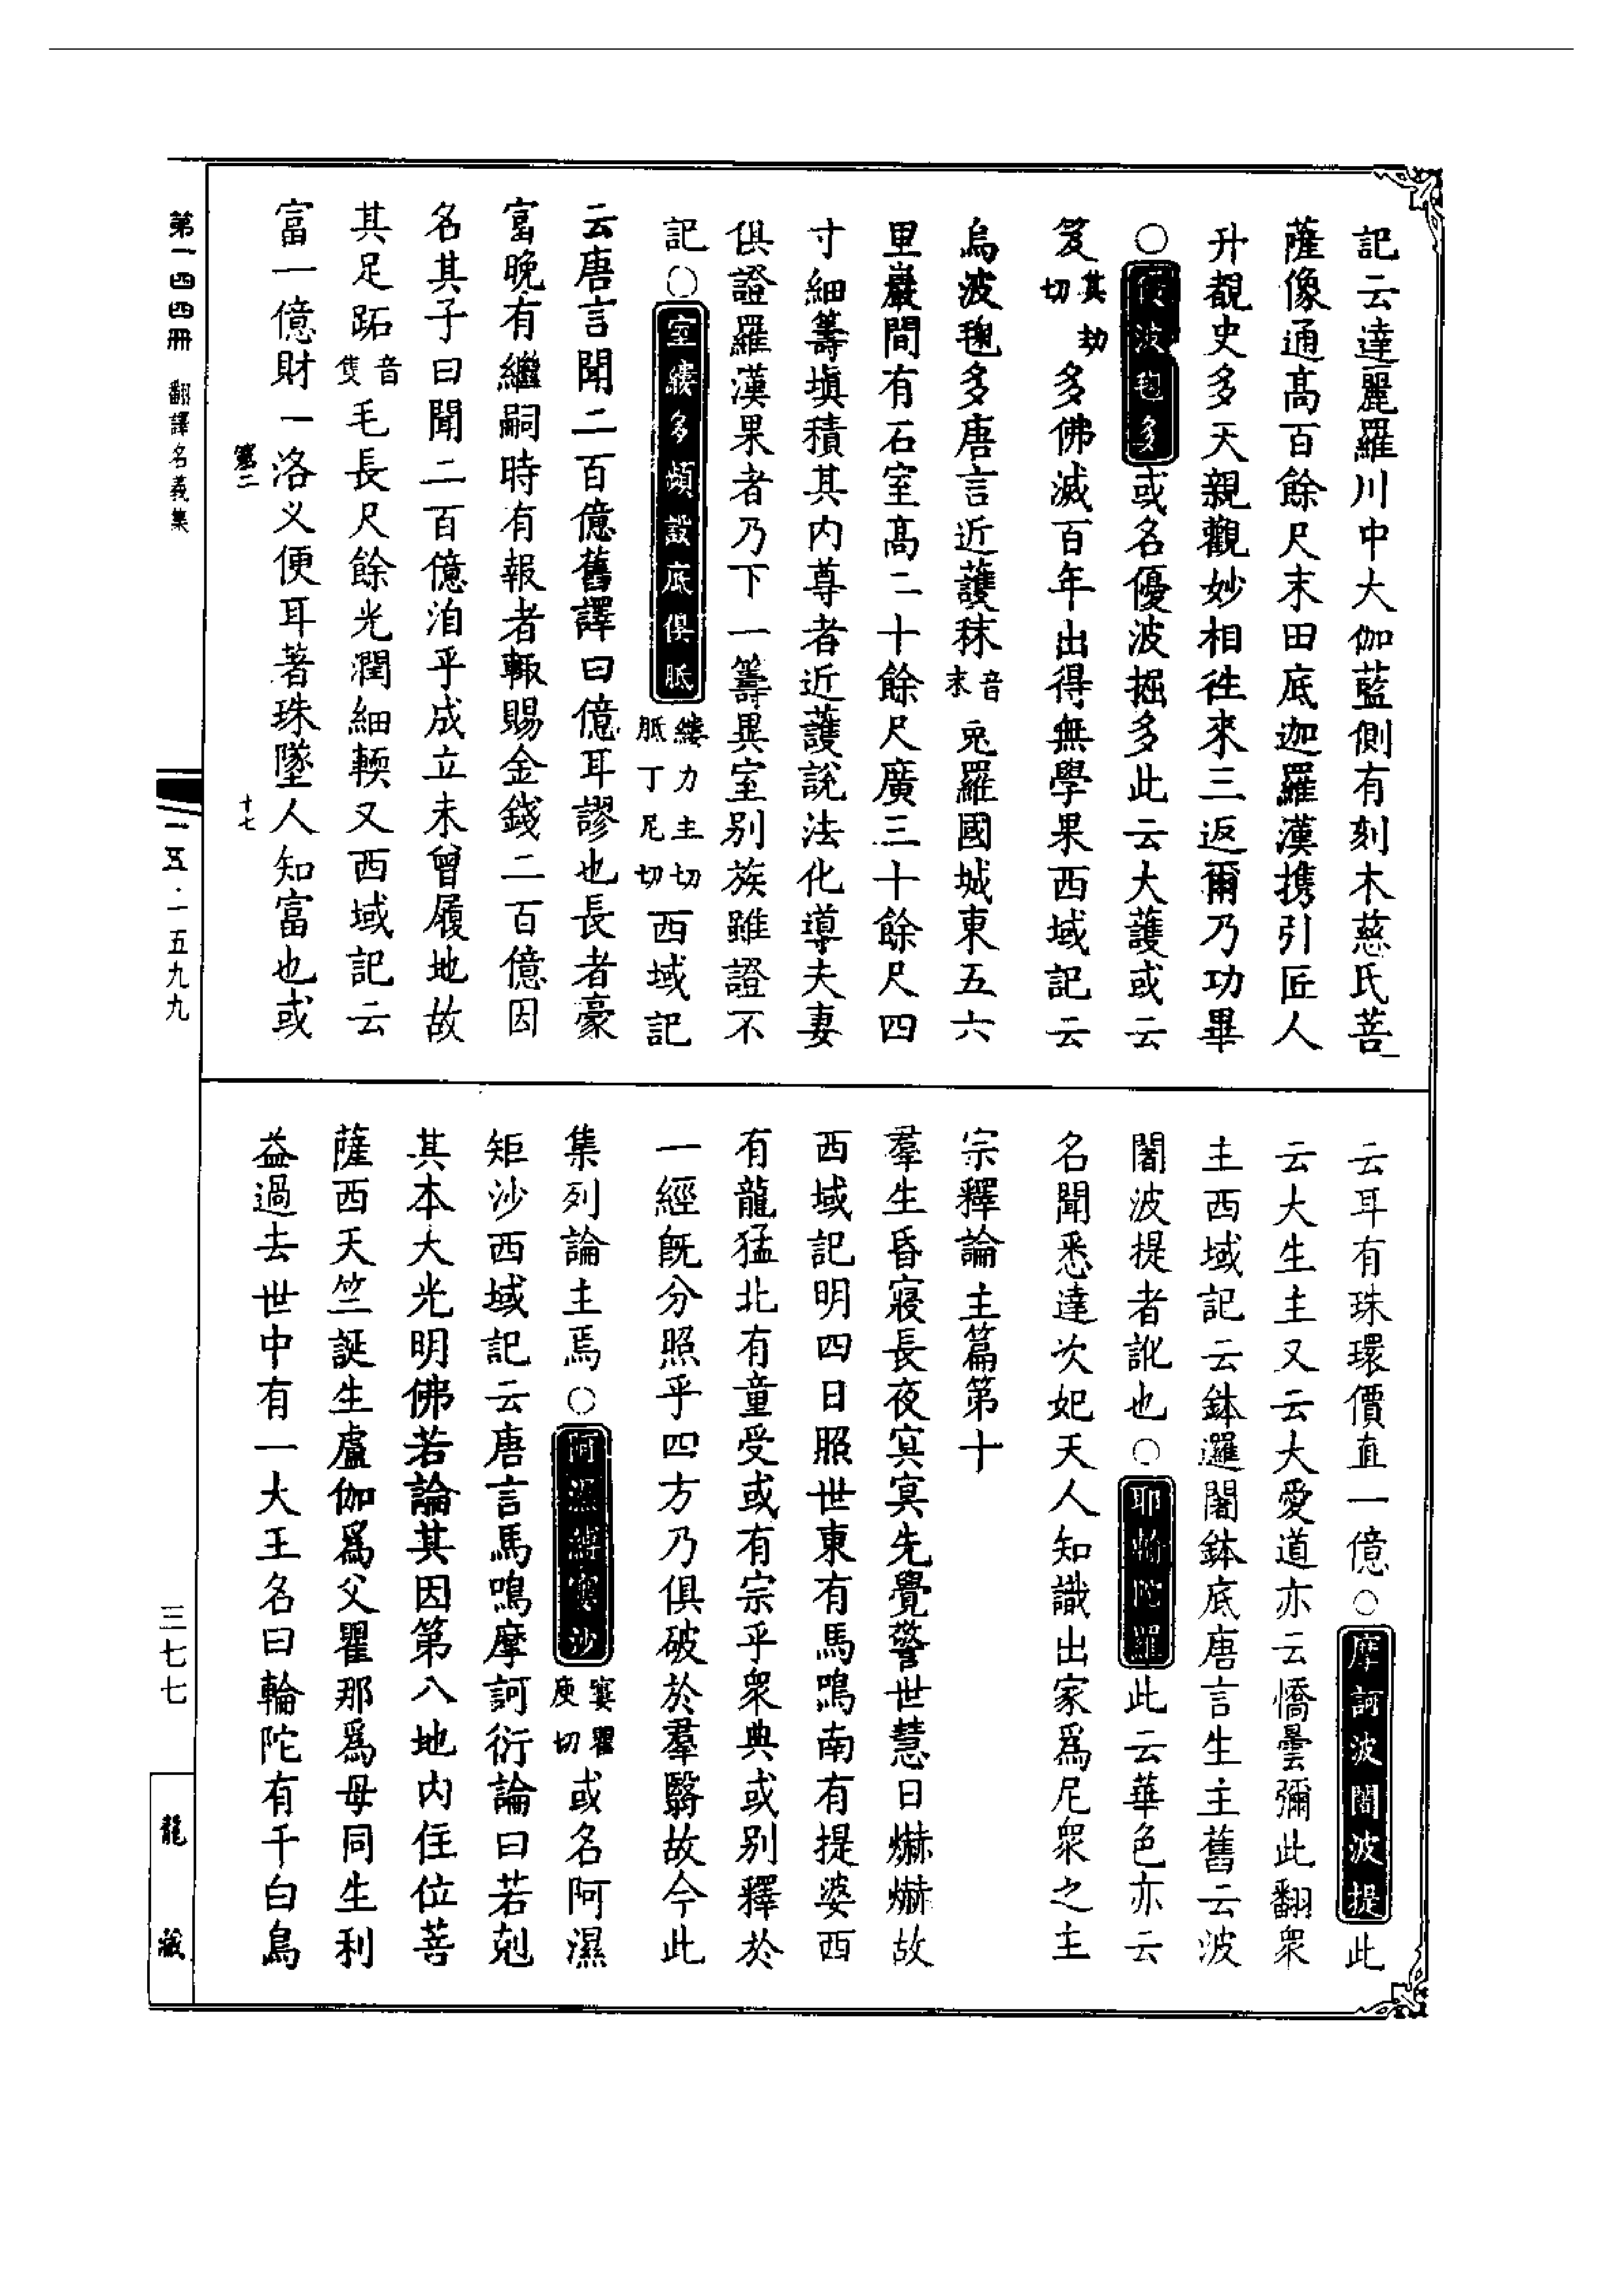 記云達麗羅川中大伽藍側有刻木慈氏菩
薩像通高百餘尺末田底迦羅漢携引匠人
升覩史多天親觀妙相往來三返爾乃功畢
○優波毱多或名優波掘多此云大護或云
笈其劫切多佛滅百年出得無學果西域記云
烏波毱多唐言近護秣音末兎羅國城東五六
里巖間有石室高二十餘尺廣三十餘尺四
寸細籌塡積其內尊者近護說法化導夫妻
俱證羅漢果者乃下一籌異室別族雖證不
記○室縷多頻設底俱胝縷力主切胝丁尼切西域記
云唐言聞二百億舊譯曰億耳謬也長者豪
富晚有繼嗣時有報者輒賜金錢二百億因
名其子曰聞二百億洎乎成立未曾履地故
其足跖音隻毛長尺餘光潤細輭又西域記云
富一億財一洛义便耳著珠墜人知富也或
云耳有珠環價直一億○摩訶波闍波提此
云大生主又云大愛道亦云憍曇彌此翻衆
主西域記云鉢邏闍鉢底唐言生主舊云波
闍波提者訛也○耶輸陀羅此云華色亦云
名聞悉達次妃天人知識出家爲尼衆之主
宗釋論主篇第十
羣生昏寢長夜冥冥先覺警世慧日爀爀故
西域記明四日照世東有馬鳴南有提婆西
有龍猛北有童受或有宗乎衆典或別釋於
一經旣分照乎四方乃俱破於羣翳故今此
集列論主焉○阿濕縛寠沙寠瞿庾切或名阿濕
矩沙西域記云唐言馬鳴摩訶衍論曰若剋
其本大光明佛若論其因第八地內住位菩
薩西天竺誕生盧伽爲父瞿那爲母同生利
益過去世中有一大王名曰輪陀有千白鳥
第一四四冊 翻譯名義集
第二
十七
一五·一五九九
三七七
龍藏